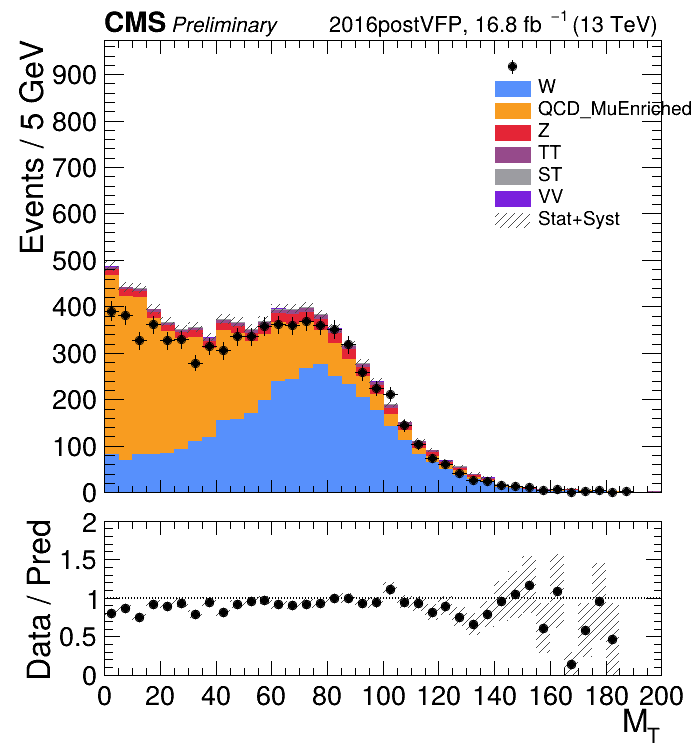 CMS Preliminary 2016postVFP, 16.8 fb⁻¹ (13 TeV)
Events / 5 GeV
900
800
700
600
500
400
300
200
100
0
W
QCD_MuEnriched
Z
TT
ST
VV
Stat+Syst
Data / Pred
2
1.5
1
0.5
0
0 20 40 60 80 100 120 140 160 180 200
M_T